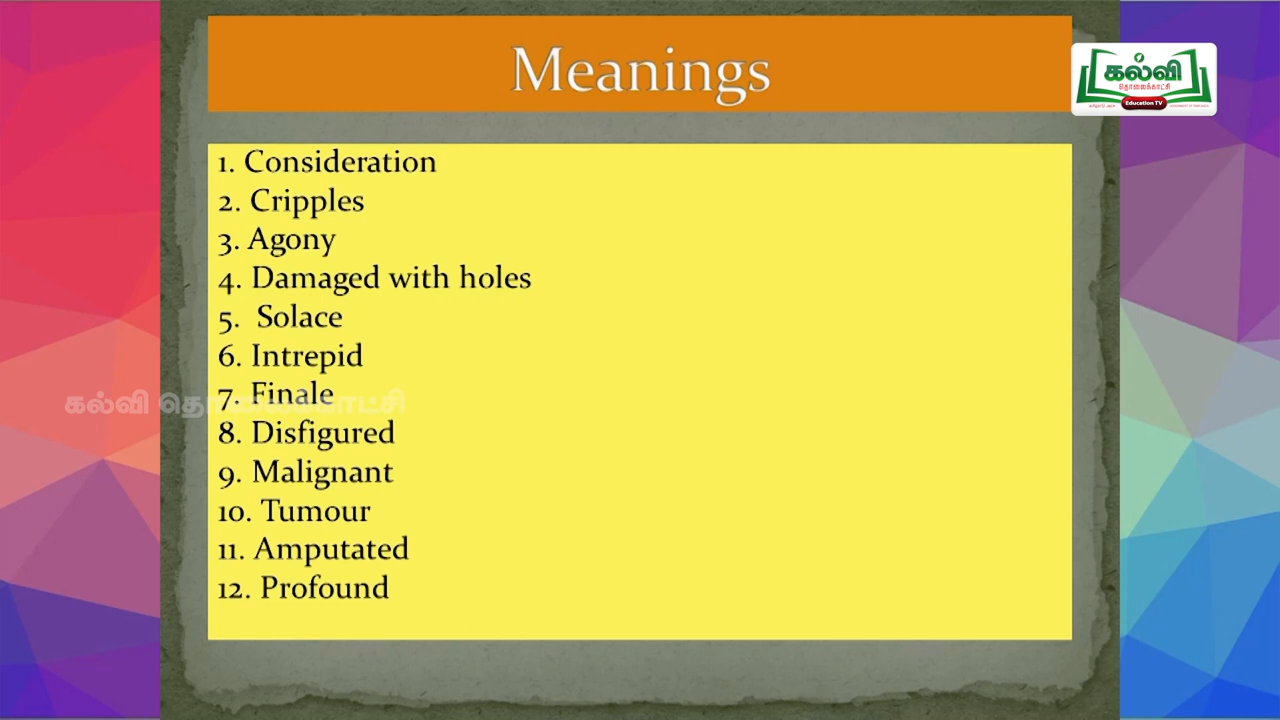 Meanings
கல்வி
தொலைக்காட்சி
Education TV
1. Consideration
2. Cripples
3. Agony
4. Damaged with holes
5. Solace
6. Intrepid
7. Finale
கல்வி தொலைக்காட்சி
8. Disfigured
9. Malignant
10. Tumour
11. Amputated
12. Profound